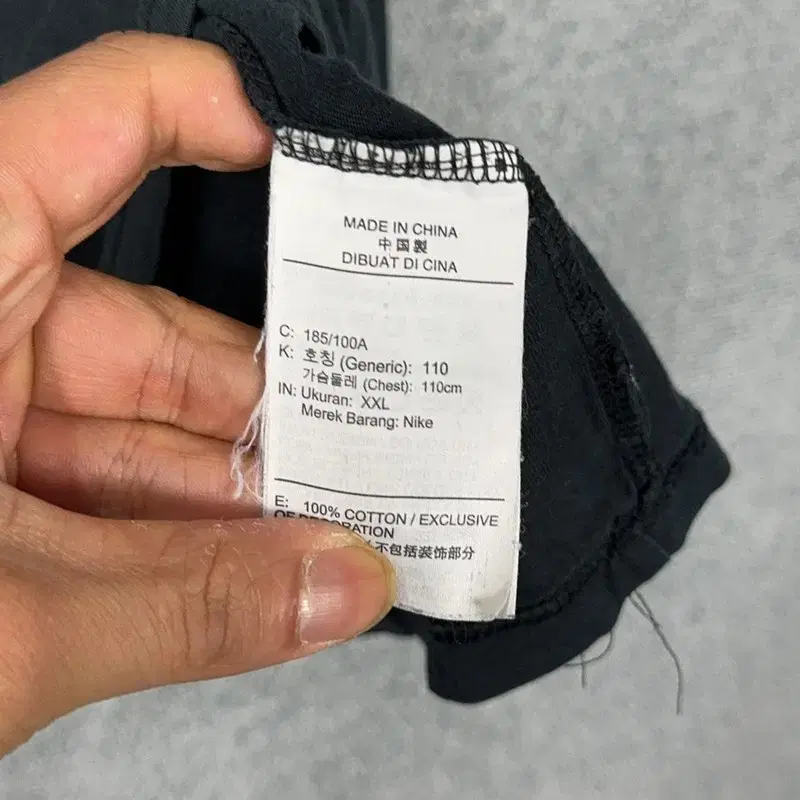 MADE IN CHINA
中国製
DIBUAT DI CINA
C: 185/100A
K: 호칭 (Generic): 110
가슴둘레 (Chest): 110cm
IN: Ukuran: XXL
Merek Barang: Nike
E: 100% COTTON / EXCLUSIVE
OF DECORATION
不包括装饰部分